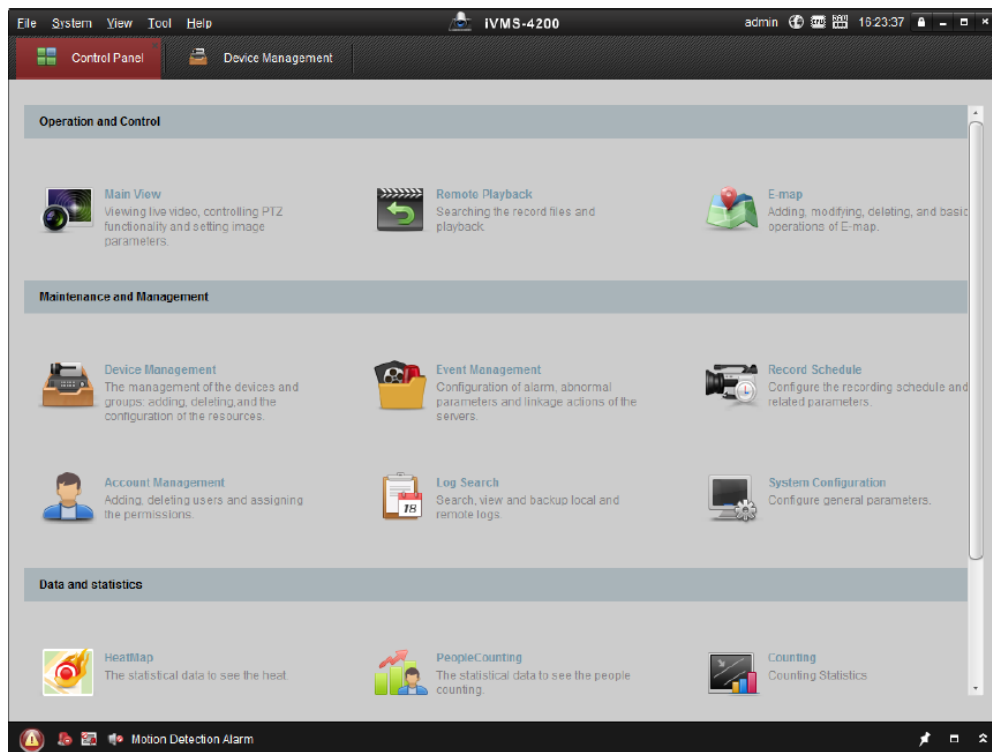 File System View Tool Help
iVMS-4200
admin
16:23:37
Control Panel
Device Management
Operation and Control
Main View
Viewing live video, controlling PTZ
functionality and setting image
parameters.
Remote Playback
Searching the record files and
playback.
E-map
Adding, modifying, deleting, and basic
operations of E-map.
Maintenance and Management
Device Management
The management of the devices and
groups: adding, deleting,and the
configuration of the resources.
Event Management
Configuration of alarm, abnormal
parameters and linkage actions of the
servers.
Record Schedule
Configure the recording schedule and
related parameters.
Account Management
Adding, deleting users and assigning
the permissions.
18
Log Search
Search, view and backup local and
remote logs.
System Configuration
Configure general parameters.
Data and statistics
HeatMap
The statistical data to see the heat.
PeopleCounting
The statistical data to see the people
counting.
Counting
Counting Statistics
Motion Detection Alarm